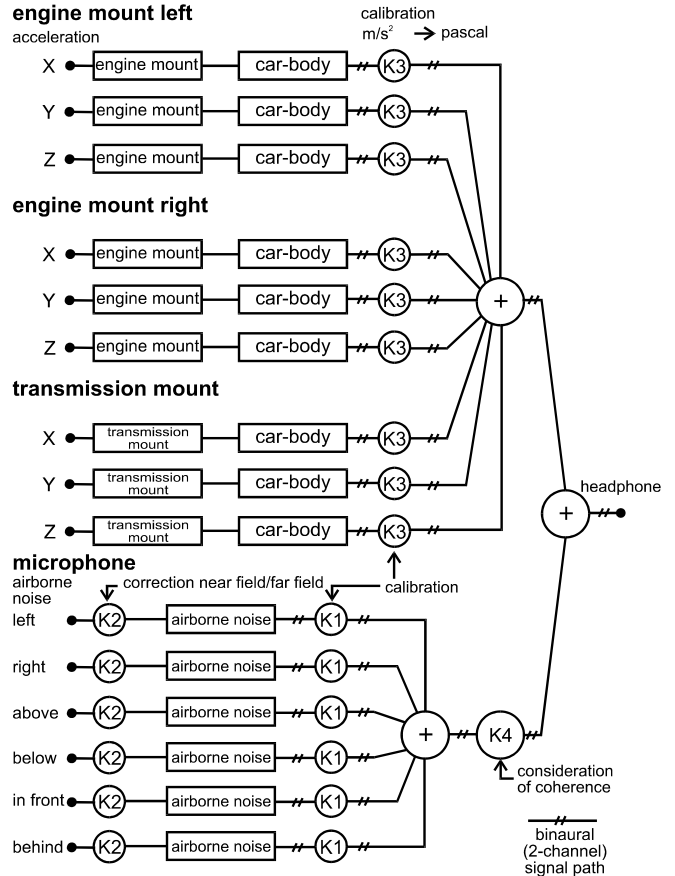 engine mount left
calibration
acceleration
m/s² → pascal
X engine mount car-body K3
Y engine mount car-body K3
Z engine mount car-body K3
engine mount right
X engine mount car-body K3
Y engine mount car-body K3
+
Z engine mount car-body K3
transmission mount
X transmission mount car-body K3
Y transmission mount car-body K3
headphone
+
Z transmission mount car-body K3
microphone
airborne
noise
correction near field/far field
calibration
left K2 airborne noise K1
right K2 airborne noise K1
above K2 airborne noise K1
+ K4
below K2 airborne noise K1
consideration
of coherence
in front K2 airborne noise K1
behind K2 airborne noise K1
binaural
(2-channel)
signal path